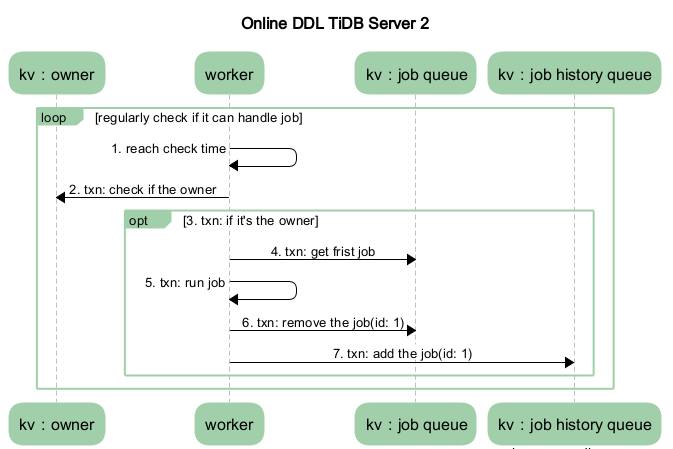 Online DDL TiDB Server 2
kv : owner
worker
kv : job queue
kv : job history queue
loop
[regularly check if it can handle job]
1. reach check time
2. txn: check if the owner
opt
[3. txn: if it's the owner]
4. txn: get frist job
5. txn: run job
6. txn: remove the job(id: 1)
7. txn: add the job(id: 1)
kv : owner
worker
kv : job queue
kv : job history queue